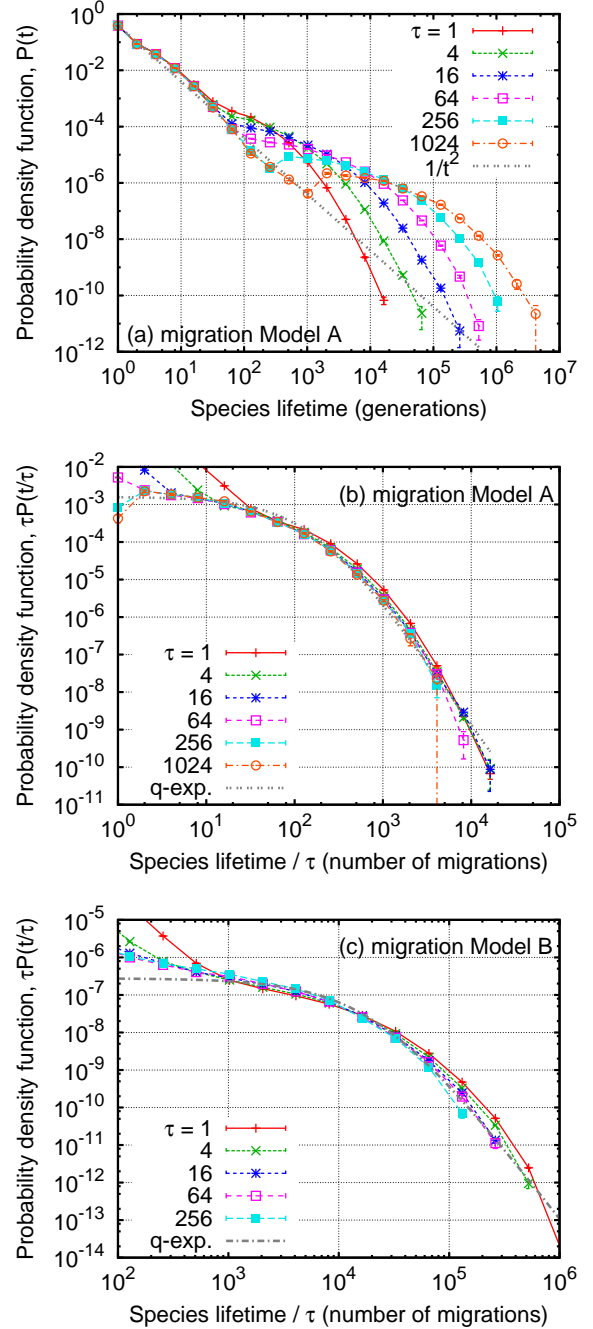 10^0
10^-2
10^-4
10^-6
10^-8
10^-10
10^-12
Probability density function, P(t)
τ = 1
4
16
64
256
1024
1/t^2
(a) migration Model A
10^0 10^1 10^2 10^3 10^4 10^5 10^6 10^7
Species lifetime (generations)
10^-2
10^-3
10^-4
10^-5
10^-6
10^-7
10^-8
10^-9
10^-10
10^-11
Probability density function, τP(t/τ)
(b) migration Model A
τ = 1
4
16
64
256
1024
q-exp.
10^0 10^1 10^2 10^3 10^4 10^5
Species lifetime / τ (number of migrations)
10^-5
10^-6
10^-7
10^-8
10^-9
10^-10
10^-11
10^-12
10^-13
10^-14
Probability density function, τP(t/τ)
(c) migration Model B
τ = 1
4
16
64
256
q-exp.
10^2 10^3 10^4 10^5 10^6
Species lifetime / τ (number of migrations)